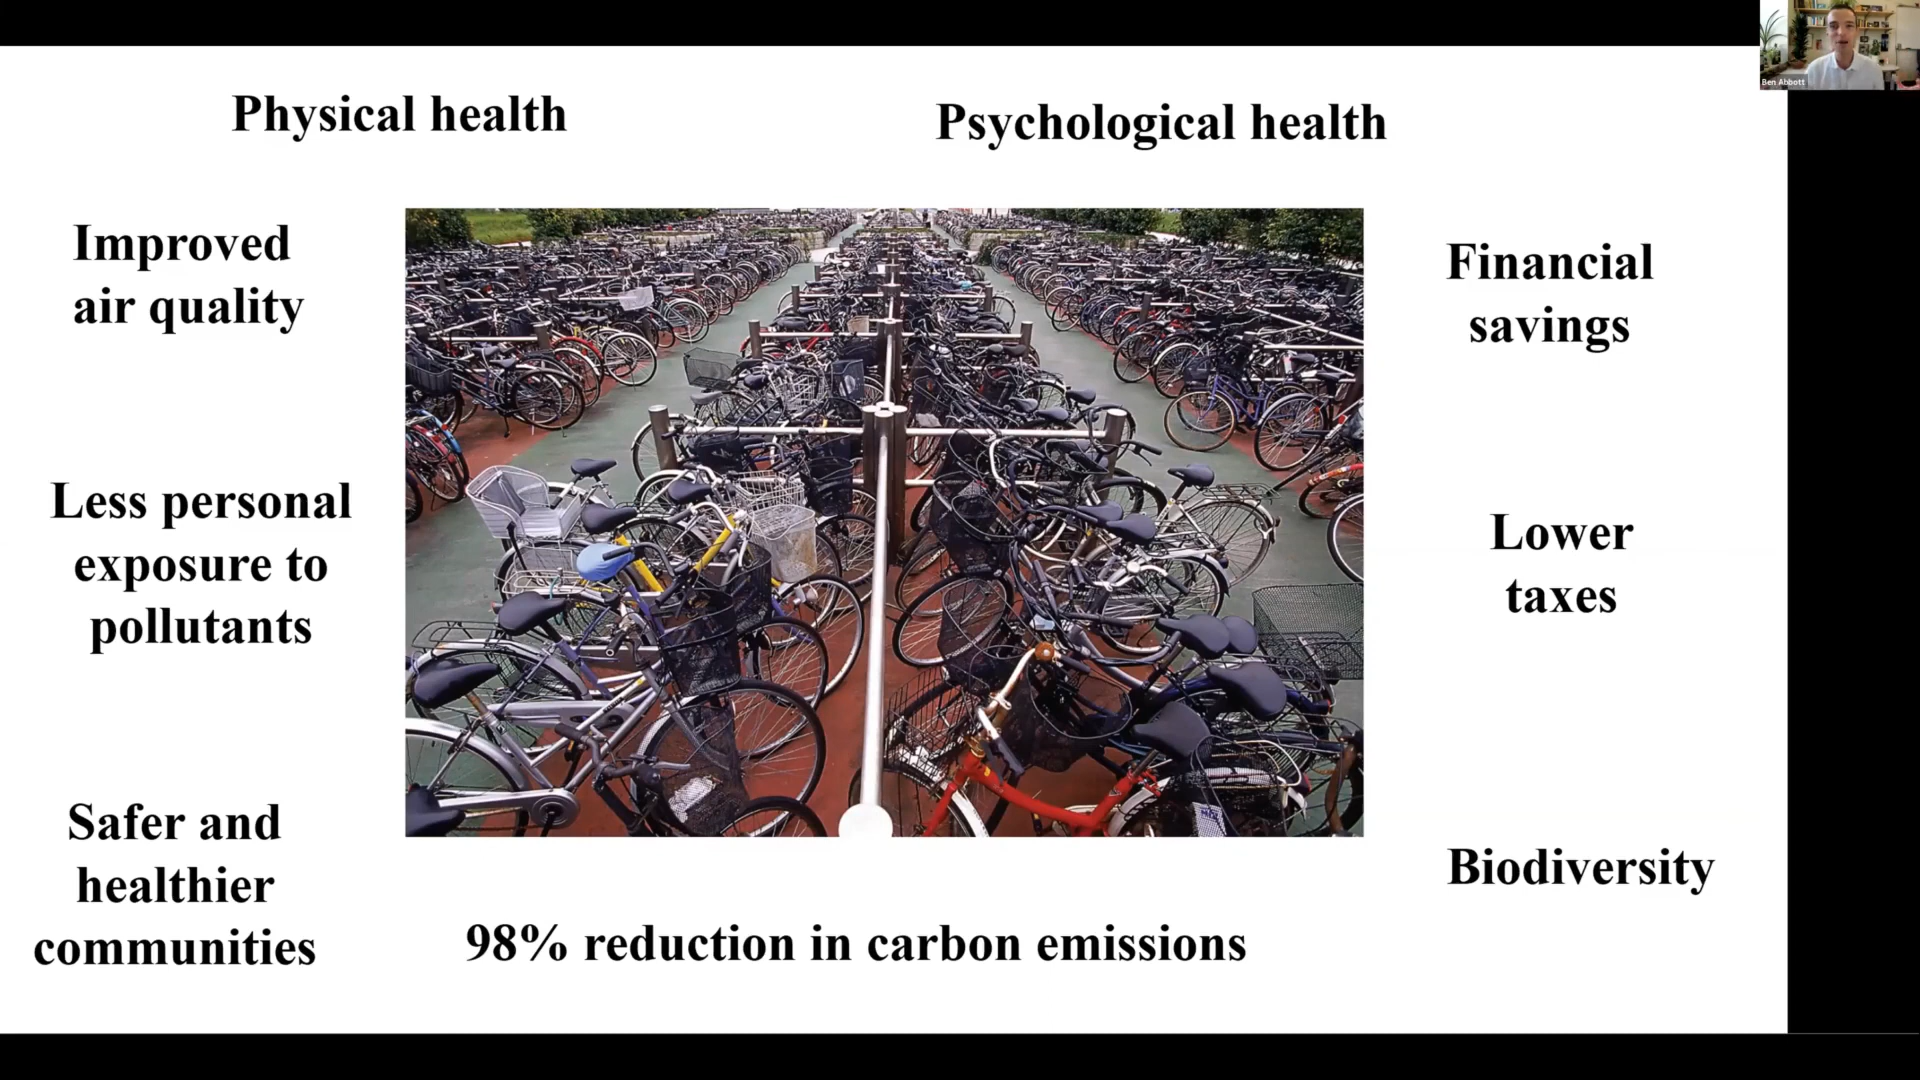 Ben Abbott
Physical health
Psychological health
Improved
air quality
Financial
savings
Less personal
exposure to
pollutants
Lower
taxes
Safer and
healthier
communities
Biodiversity
98% reduction in carbon emissions